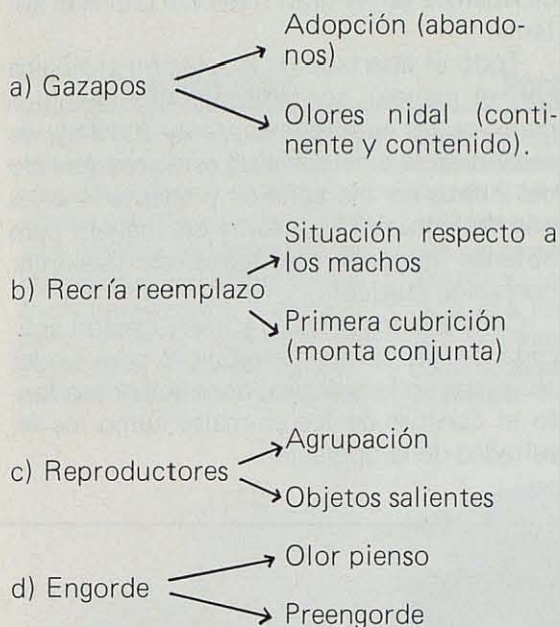 a) Gazapos
Adopción (abando-
nos)
Olores nidal (conti-
nente y contenido).
b) Recría reemplazo
Situación respecto a
los machos
Primera cubrición
(monta conjunta)
c) Reproductores
Agrupación
Objetos salientes
d) Engorde
Olor pienso
Preengorde